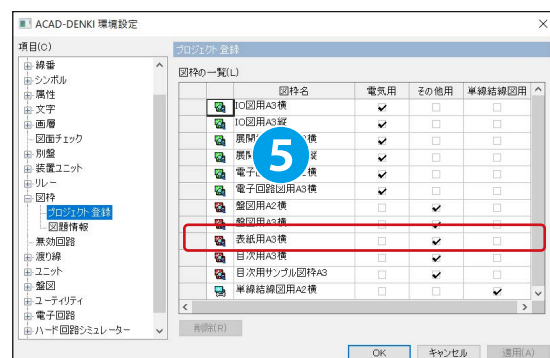 ACAD-DENKI 環境設定
項目(C)
線番
シンボル
属性
文字
画層
図面チェック
別盤
装置ユニット
リレー
図枠
プロジェクト登録
図題情報
無効回路
渡り線
ユニット
盤図
ユーティリティ
電子回路
ハード回路シミュレーター
プロジェクト 登録
図枠の一覧(L)
図枠名 電気用 その他用 単線結線図用
IO図用A3横
IO図用A3縦
展開 横
展開
電子
電子回路図用A3横
盤図用A2横
盤図用A3横
表紙用A3横
目次用A3横
目次用サンプル図枠A3
単線結線図用A2横
5
削除(R)
OK キャンセル 適用(A)